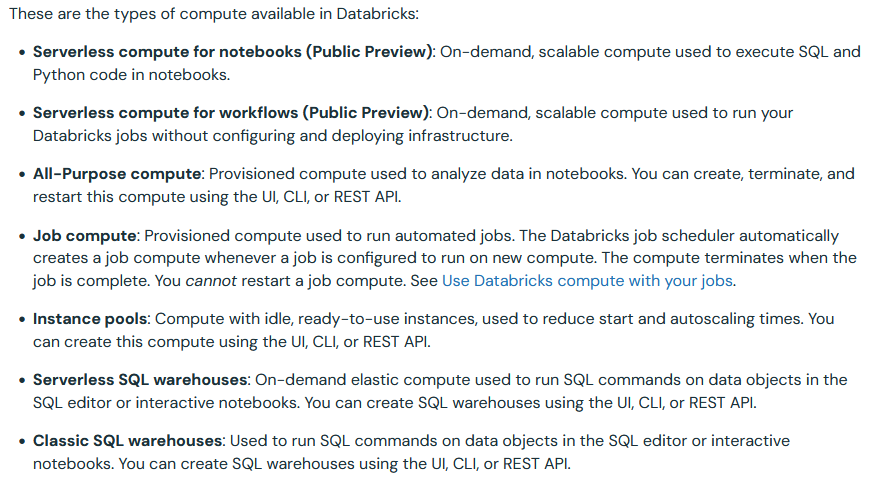 These are the types of compute available in Databricks:
• Serverless compute for notebooks (Public Preview): On-demand, scalable compute used to execute SQL and
Python code in notebooks.
• Serverless compute for workflows (Public Preview): On-demand, scalable compute used to run your
Databricks jobs without configuring and deploying infrastructure.
• All-Purpose compute: Provisioned compute used to analyze data in notebooks. You can create, terminate, and
restart this compute using the UI, CLI, or REST API.
• Job compute: Provisioned compute used to run automated jobs. The Databricks job scheduler automatically
creates a job compute whenever a job is configured to run on new compute. The compute terminates when the
job is complete. You cannot restart a job compute. See Use Databricks compute with your jobs.
• Instance pools: Compute with idle, ready-to-use instances, used to reduce start and autoscaling times. You
can create this compute using the UI, CLI, or REST API.
• Serverless SQL warehouses: On-demand elastic compute used to run SQL commands on data objects in the
SQL editor or interactive notebooks. You can create SQL warehouses using the UI, CLI, or REST API.
• Classic SQL warehouses: Used to run SQL commands on data objects in the SQL editor or interactive
notebooks. You can create SQL warehouses using the UI, CLI, or REST API.